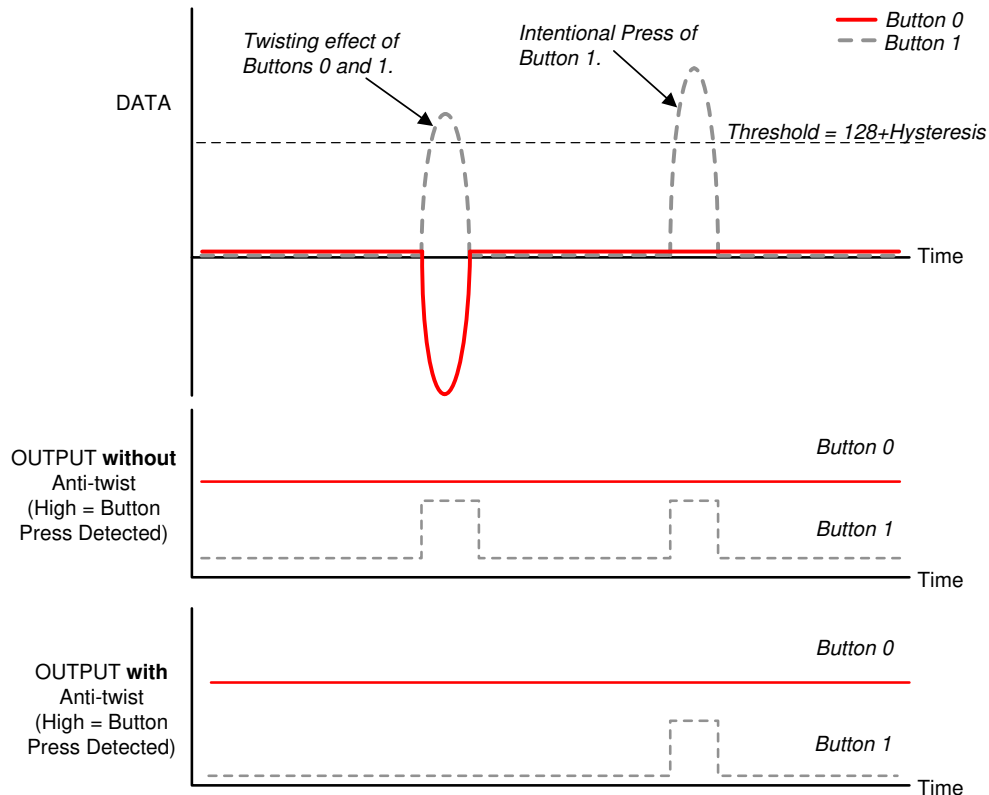 Button 0
Button 1
Twisting effect of
Buttons 0 and 1.
Intentional Press of
Button 1.
DATA
Threshold = 128+Hysteresis
Time
OUTPUT without
Anti-twist
(High = Button
Press Detected)
Button 0
Button 1
Time
OUTPUT with
Anti-twist
(High = Button
Press Detected)
Button 0
Button 1
Time